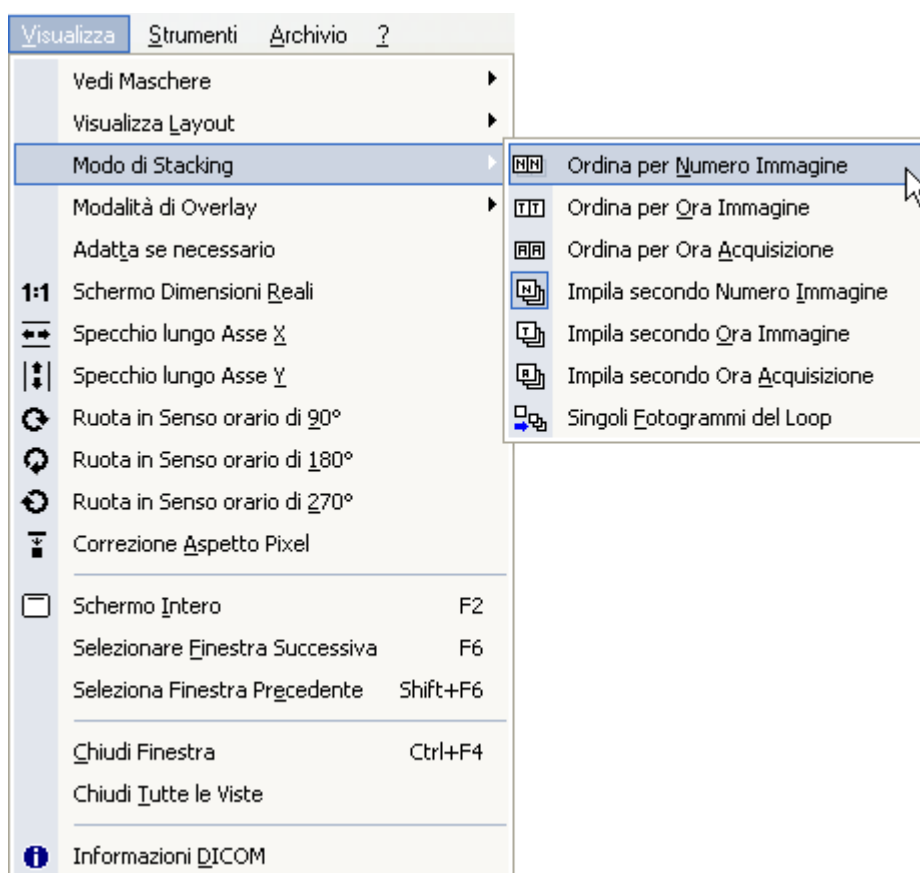 Visualizza Strumenti Archivio ?
Vedi Maschere
Visualizza Layout
Modo di Stacking
Modalità di Overlay
Adatta se necessario
1:1 Schermo Dimensioni Reali
Specchio lungo Asse X
Specchio lungo Asse Y
Ruota in Senso orario di 90°
Ruota in Senso orario di 180°
Ruota in Senso orario di 270°
Correzione Aspetto Pixel
Schermo Intero F2
Selezionare Finestra Successiva F6
Seleziona Finestra Precedente Shift+F6
Chiudi Finestra Ctrl+F4
Chiudi Tutte le Viste
Informazioni DICOM
NN Ordina per Numero Immagine
TT Ordina per Ora Immagine
AA Ordina per Ora Acquisizione
N Impila secondo Numero Immagine
T Impila secondo Ora Immagine
A Impila secondo Ora Acquisizione
Singoli Fotogrammi del Loop